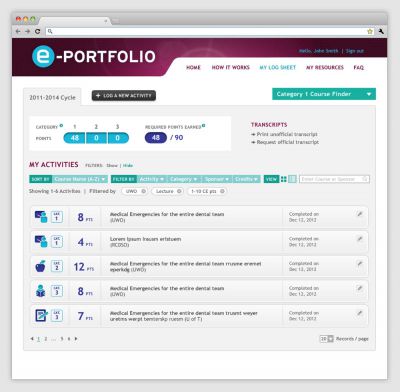 e-PORTFOLIO
Hello, John Smith | Sign out
HOME HOW IT WORKS MY LOG SHEET MY RESOURCES FAQ
2011-2014 Cycle
+ LOG A NEW ACTIVITY
Category 1 Course Finder
CATEGORY 1 2 3 REQUIRED POINTS EARNED
POINTS 48 0 0 48 / 90
TRANSCRIPTS
Print unofficial transcript
Request official transcript
MY ACTIVITIES FILTERS: Show | Hide
SORT BY Course Name (A-Z) FILTER BY Activity Category Sponsor Credits VIEW Enter Course or Sponsor
Showing 1-6 Activites | Filtered by UWO Lecture 1-10 CE pts
CAT. 1 8 PTS Medical Emergencies for the entire dental team Completed on
(UWO) Dec 12, 2012
CAT. 1 4 PTS Lorem ipsum Insuem erfstuem Completed on
(RCDSO) Dec 12, 2012
CAT. 2 12 PTS Medical Emergencies for the entire dental team rrusme eremet Completed on
eperkdg (UWO) Dec 12, 2012
CAT. 3 8 PTS Medical Emergencies for the entire dental team Completed on
(UWO) Dec 12, 2012
CAT. 3 7 PTS Medical Emergencies for the entire dental team trusmt weyer Completed on
uretms werpt temterskp ruesm (U of T) Dec 12, 2012
1 2 ... 5 6 20 Records / page